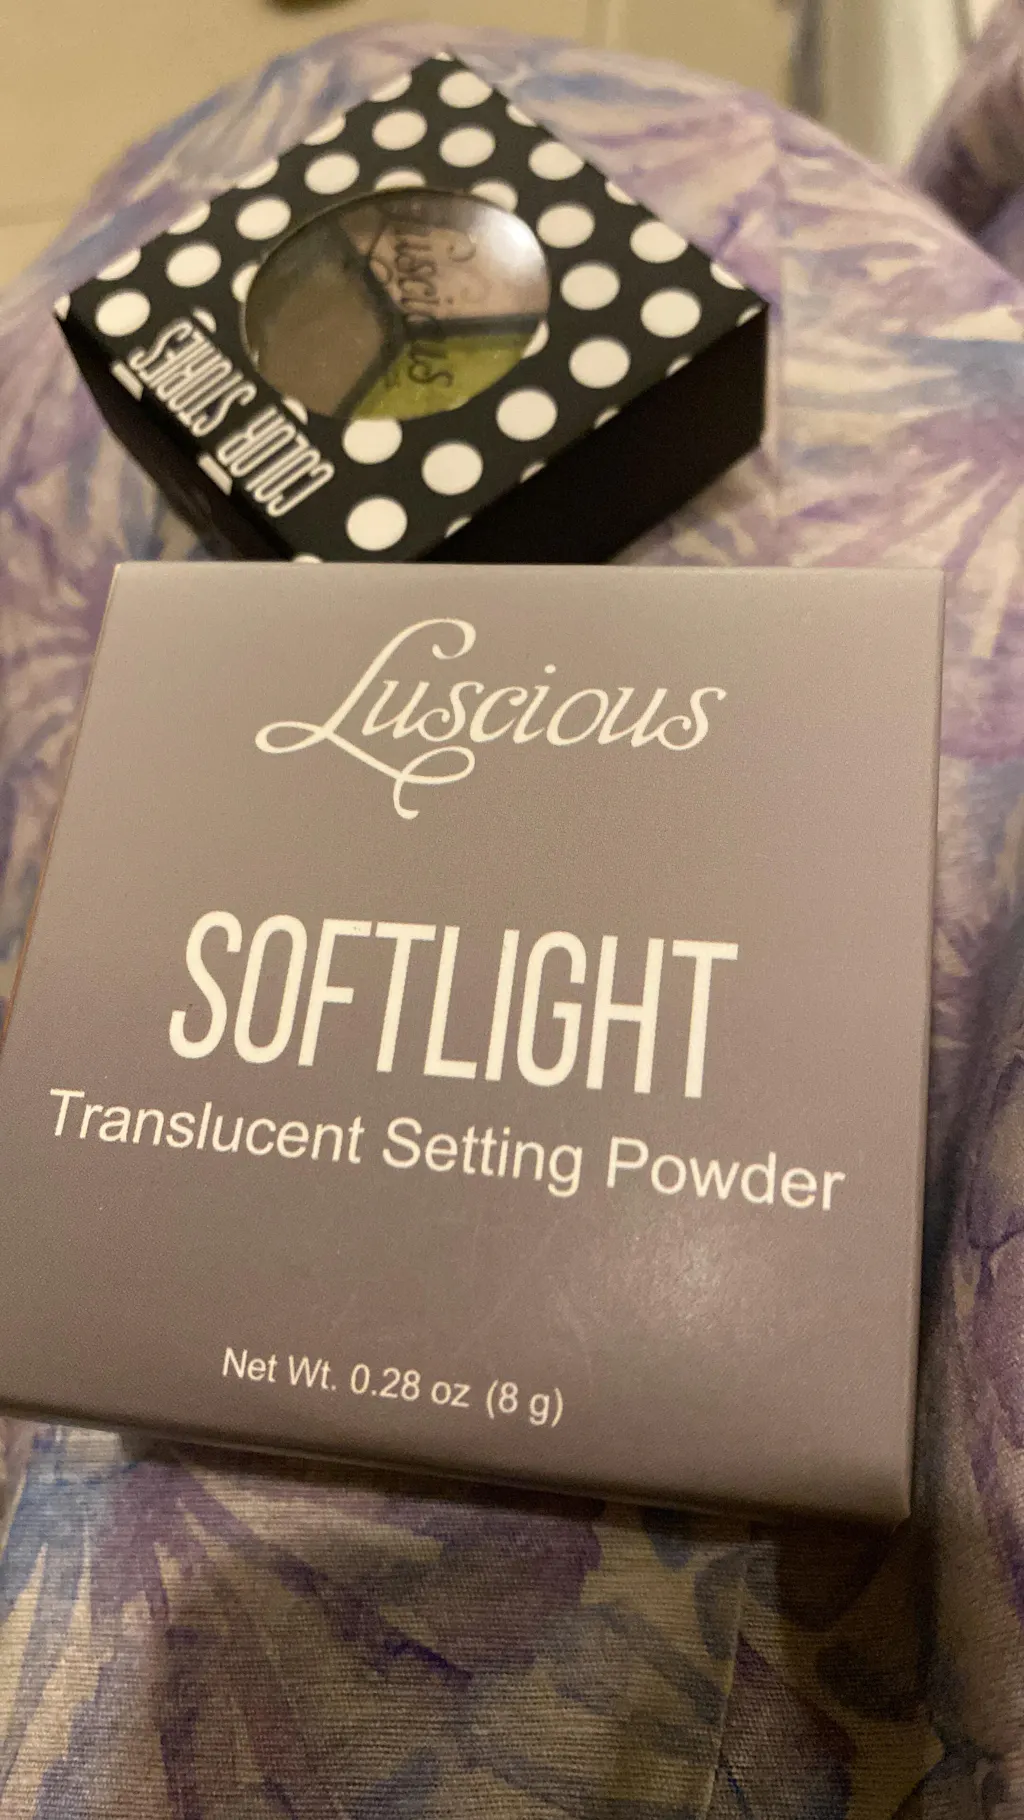 Luscious
COLOR STORIES
Luscious
SOFTLIGHT
Translucent Setting Powder
Net Wt. 0.28 oz (8 g)